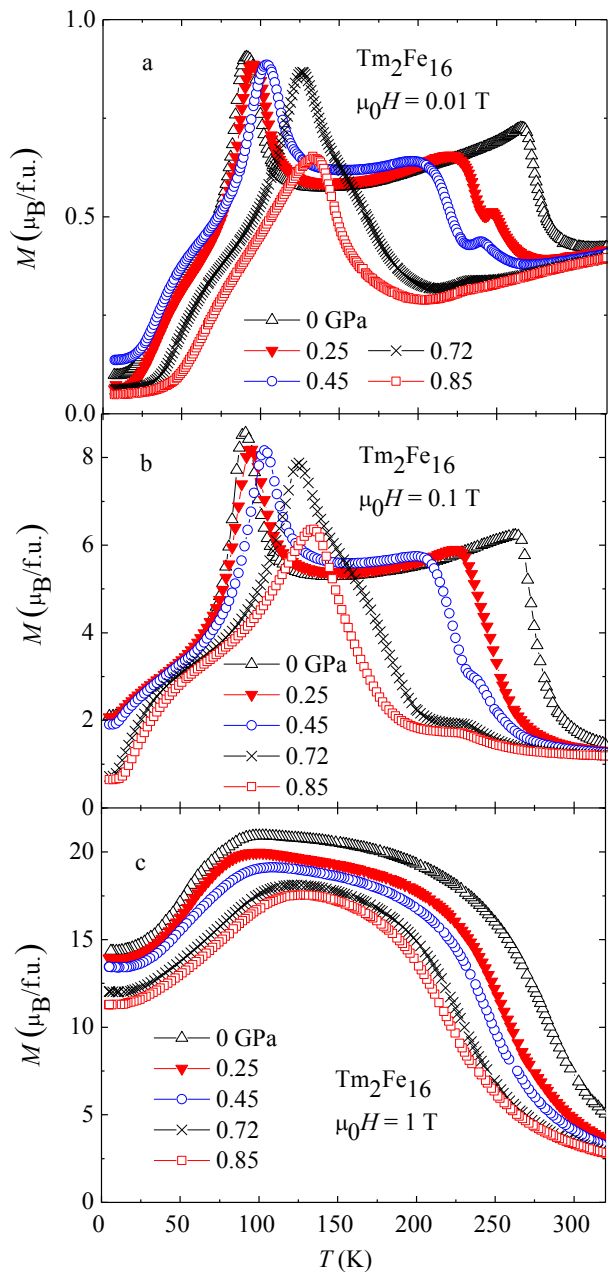 1.0
a
Tm2Fe16
μ0H = 0.01 T
M (μB/f.u.)
0.5
0 GPa
0.25
0.72
0.45
0.85
0.0
b
Tm2Fe16
μ0H = 0.1 T
8
6
M (μB/f.u.)
4
0 GPa
0.25
0.45
2
0.72
0.85
0
20
c
15
M (μB/f.u.)
10
0 GPa
0.25
Tm2Fe16
0.45
μ0H = 1 T
5
0.72
0.85
0
0 50 100 150 200 250 300
T (K)